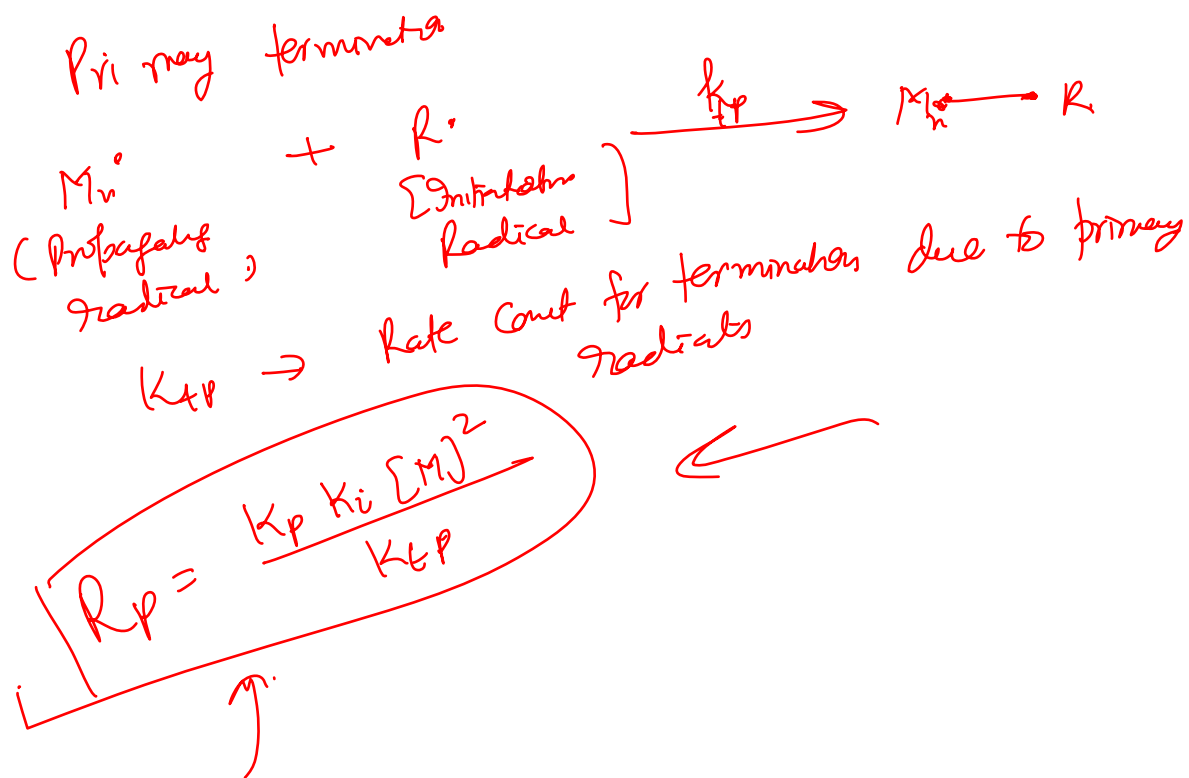 Primary termination
Mn• + R• ktp → Mn — R
(Propagating radical) [Initiation Radical]
Ktp → Rate Const for termination due to primary radicals
Rp = Kp Ki [M]² / Ktp